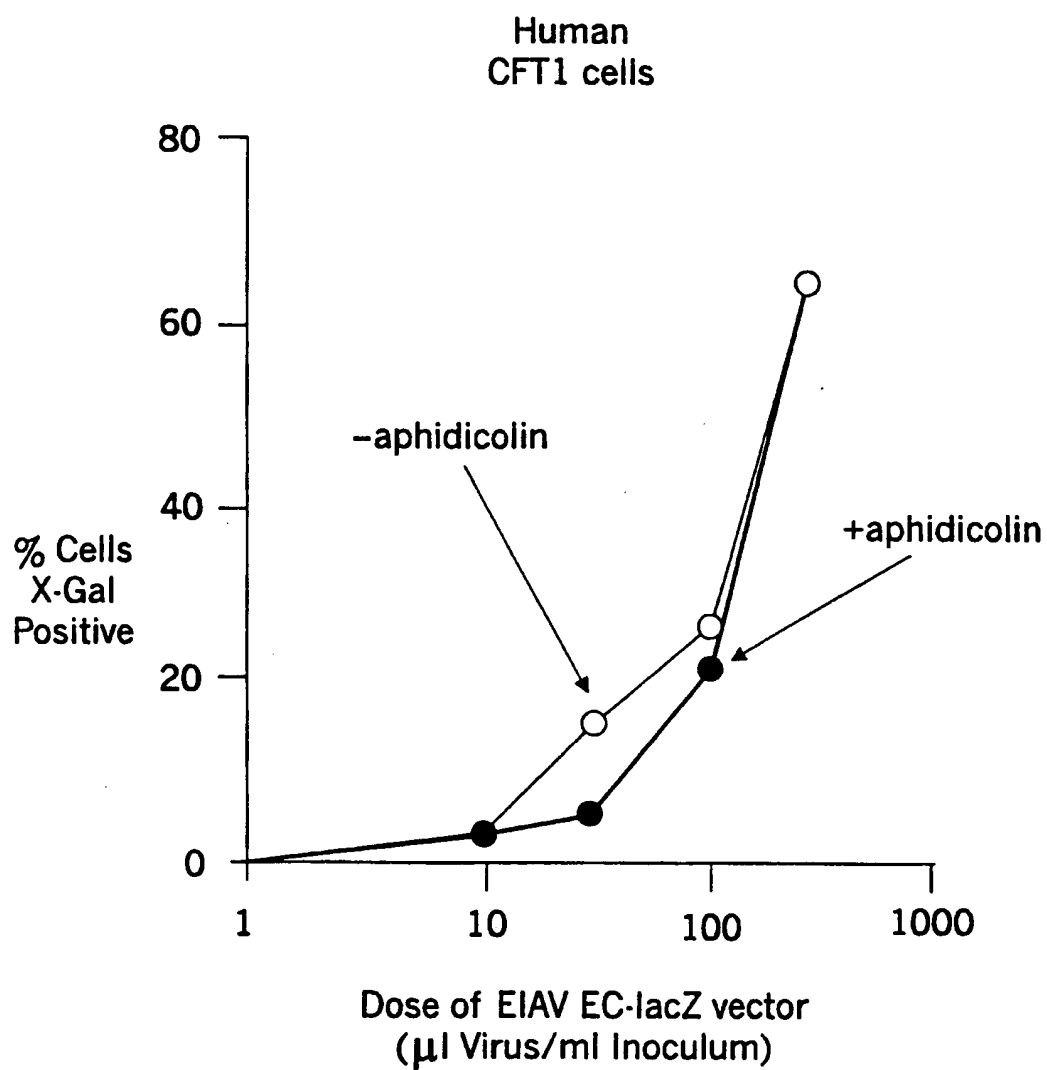 Human
CFT1 cells
80
60
40
20
0
% Cells
X-Gal
Positive
-aphidicolin
+aphidicolin
1
10
100
1000
Dose of EIAV EC-lacZ vector
(μl Virus/ml Inoculum)